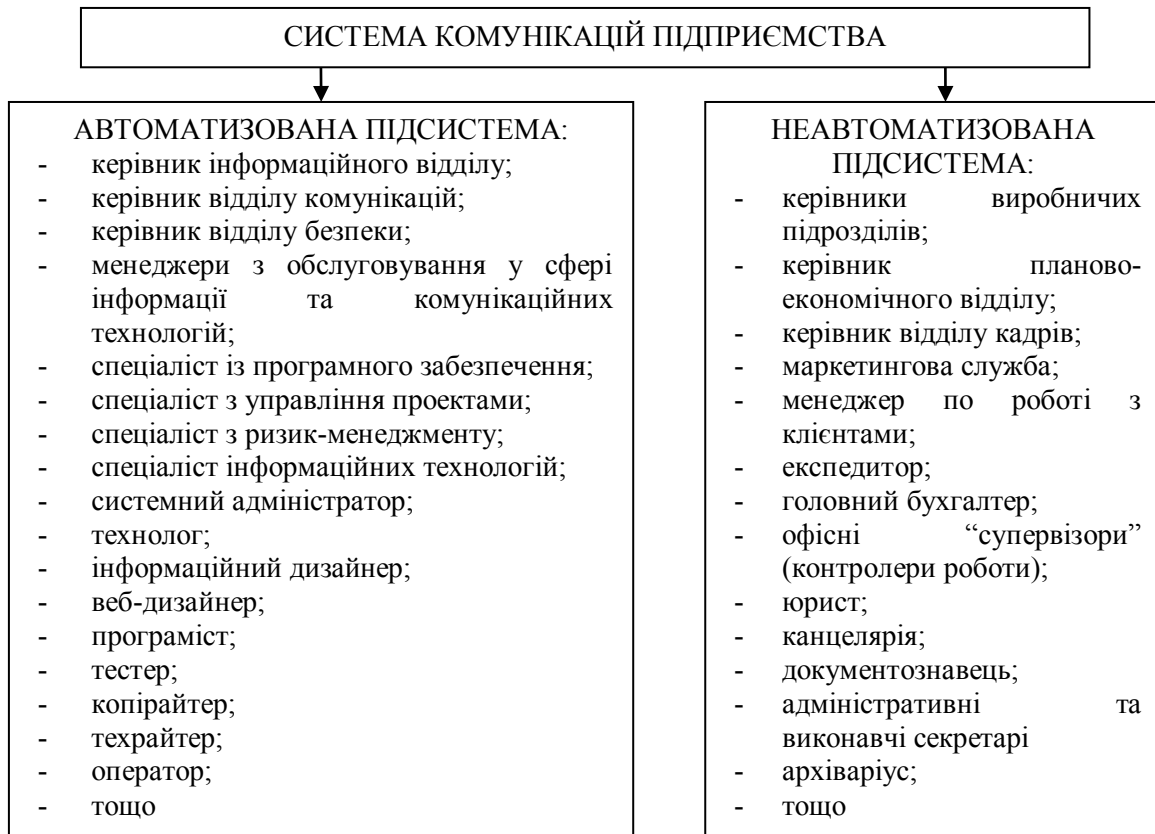 СИСТЕМА КОМУНІКАЦІЙ ПІДПРИЄМСТВА
АВТОМАТИЗОВАНА ПІДСИСТЕМА:
- керівник інформаційного відділу;
- керівник відділу комунікацій;
- керівник відділу безпеки;
- менеджери з обслуговування у сфері
інформації та комунікаційних
технологій;
- спеціаліст із програмного забезпечення;
- спеціаліст з управління проектами;
- спеціаліст з ризик-менеджменту;
- спеціаліст інформаційних технологій;
- системний адміністратор;
- технолог;
- інформаційний дизайнер;
- веб-дизайнер;
- програміст;
- тестер;
- копірайтер;
- техрайтер;
- оператор;
- тощо
НЕАВТОМАТИЗОВАНА
ПІДСИСТЕМА:
- керівники виробничих
підрозділів;
- керівник планово-
економічного відділу;
- керівник відділу кадрів;
- маркетингова служба;
- менеджер по роботі з
клієнтами;
- експедитор;
- головний бухгалтер;
- офісні “супервізори”
(контролери роботи);
- юрист;
- канцелярія;
- документознавець;
- адміністративні та
виконавчі секретарі
- архіваріус;
- тощо